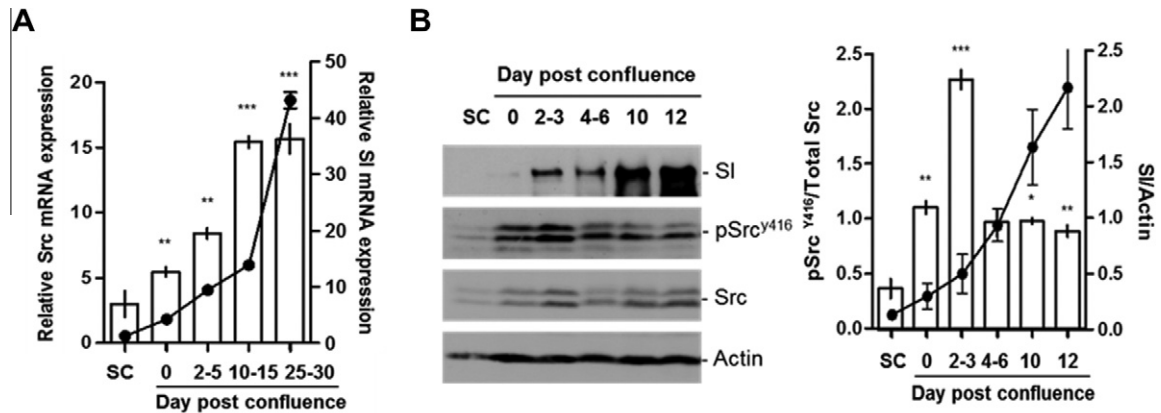 A
Relative Src mRNA expression
20
15
10
5
0
50
40
30
20
10
0
Relative SI mRNA expression
** ** *** ***
SC 0 2-5 10-15 25-30
Day post confluence
B
Day post confluence
SC 0 2-3 4-6 10 12
SI
pSrcY416
Src
Actin
pSrc Y416/Total Src
2.5
2.0
1.5
1.0
0.5
0.0
2.5
2.0
1.5
1.0
0.5
0.0
SI/Actin
** *** * **
SC 0 2-3 4-6 10 12
Day post confluence